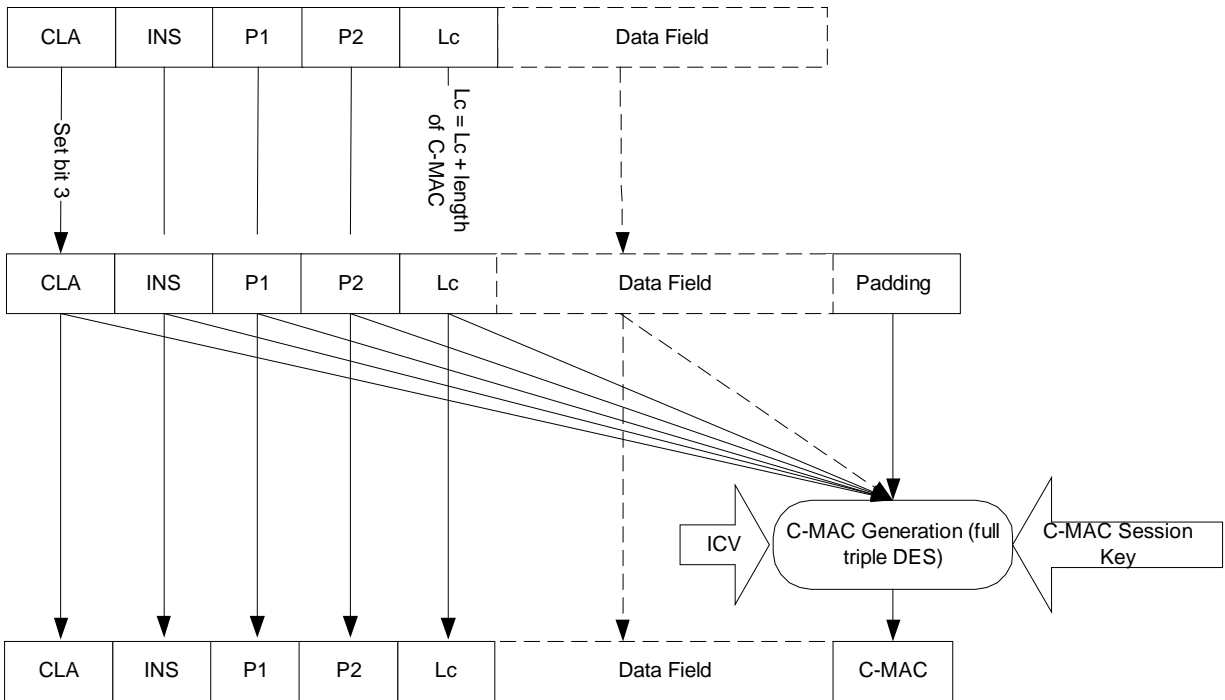 CLA
INS
P1
P2
Lc
Data Field
Set bit 3
Lc = Lc + length
of C-MAC
CLA
INS
P1
P2
Lc
Data Field
Padding
ICV
C-MAC Generation (full
triple DES)
C-MAC Session
Key
CLA
INS
P1
P2
Lc
Data Field
C-MAC